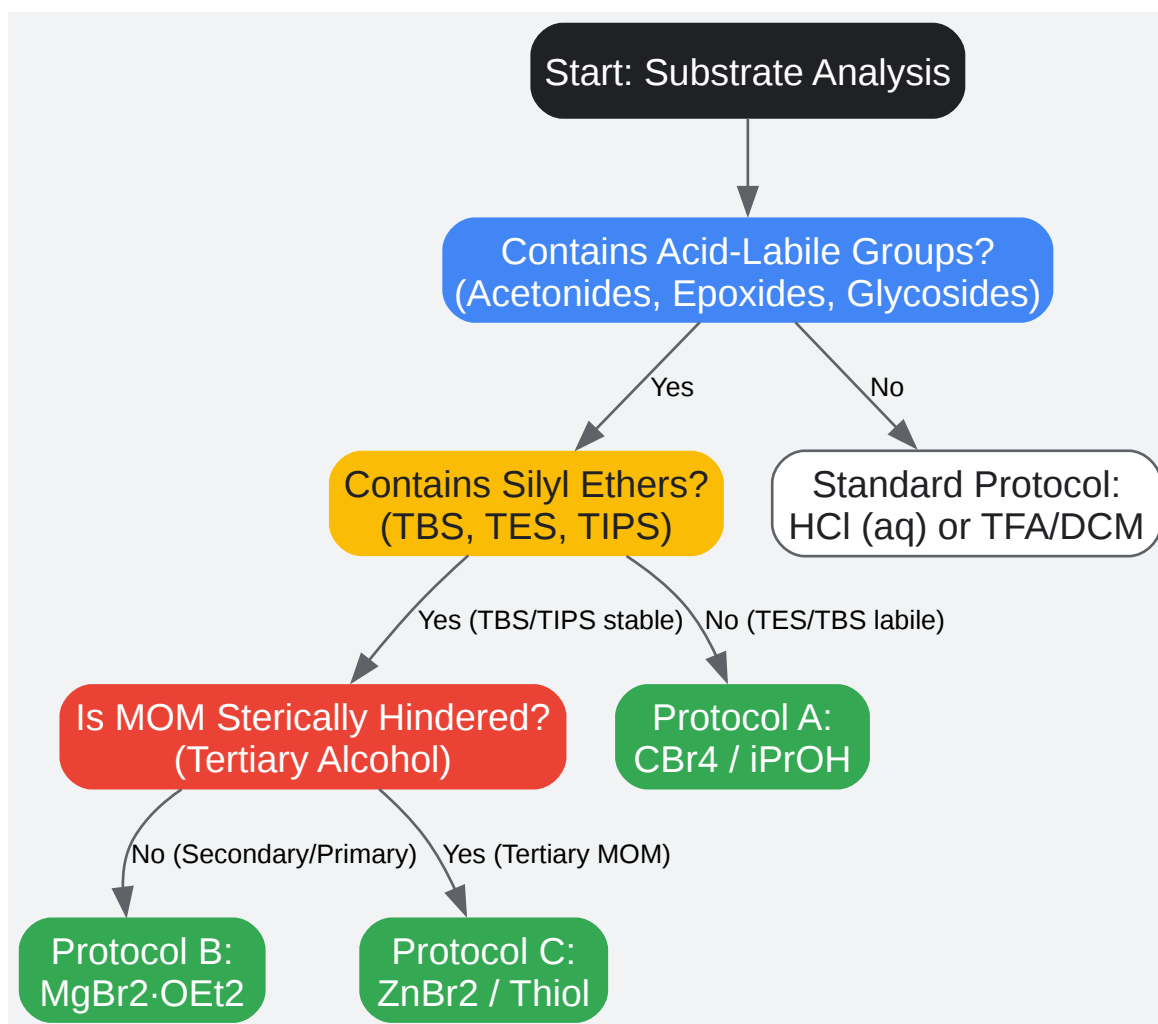 Start: Substrate Analysis
Contains Acid-Labile Groups?
(Acetonides, Epoxides, Glycosides)
Yes
No
Contains Silyl Ethers?
(TBS, TES, TIPS)
Standard Protocol:
HCl (aq) or TFA/DCM
Yes (TBS/TIPS stable)
No (TES/TBS labile)
Is MOM Sterically Hindered?
(Tertiary Alcohol)
Protocol A:
CBr4 / iPrOH
No (Secondary/Primary)
Yes (Tertiary MOM)
Protocol B:
MgBr2·OEt2
Protocol C:
ZnBr2 / Thiol